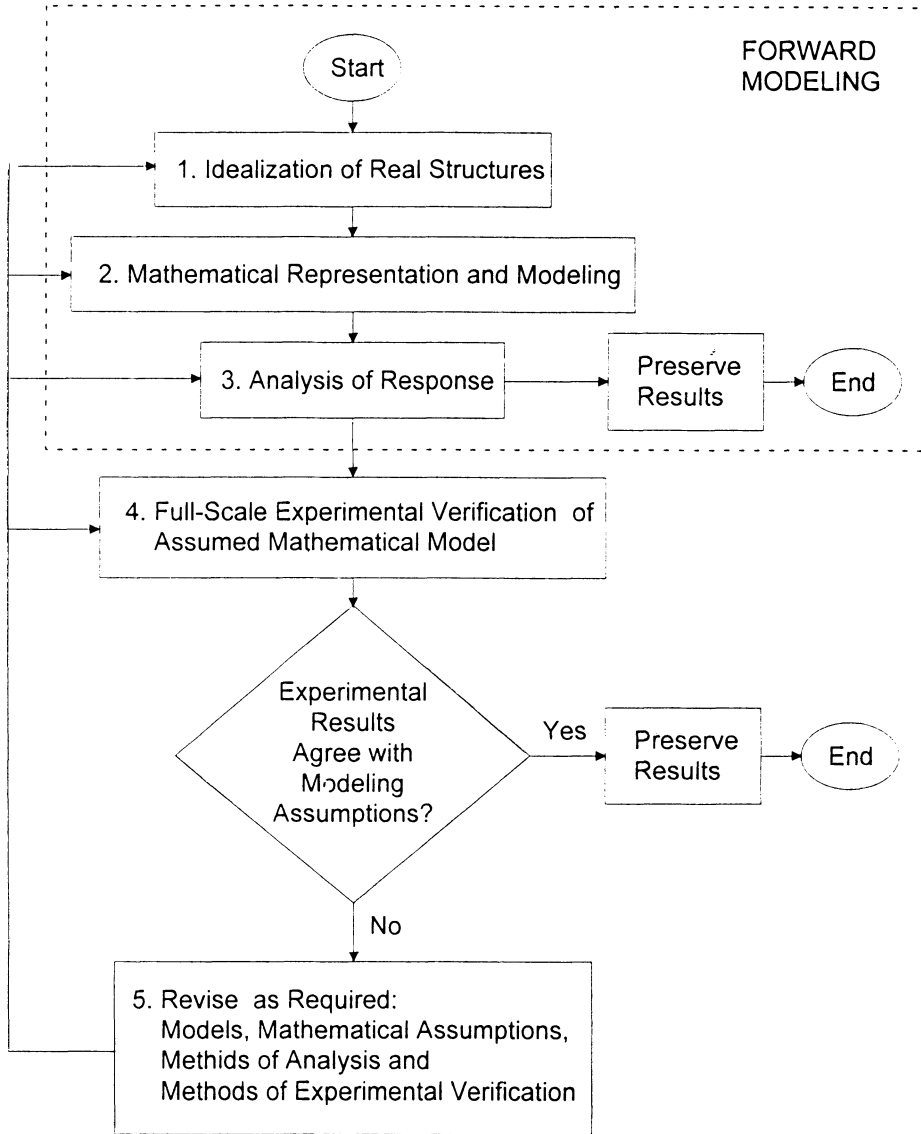 FORWARD
MODELING
Start
1. Idealization of Real Structures
2. Mathematical Representation and Modeling
3. Analysis of Response
Preserve
Results
End
4. Full-Scale Experimental Verification of
Assumed Mathematical Model
Experimental
Results
Agree with
Modeling
Assumptions?
Yes
Preserve
Results
End
No
5. Revise as Required:
Models, Mathematical Assumptions,
Methids of Analysis and
Methods of Experimental Verification